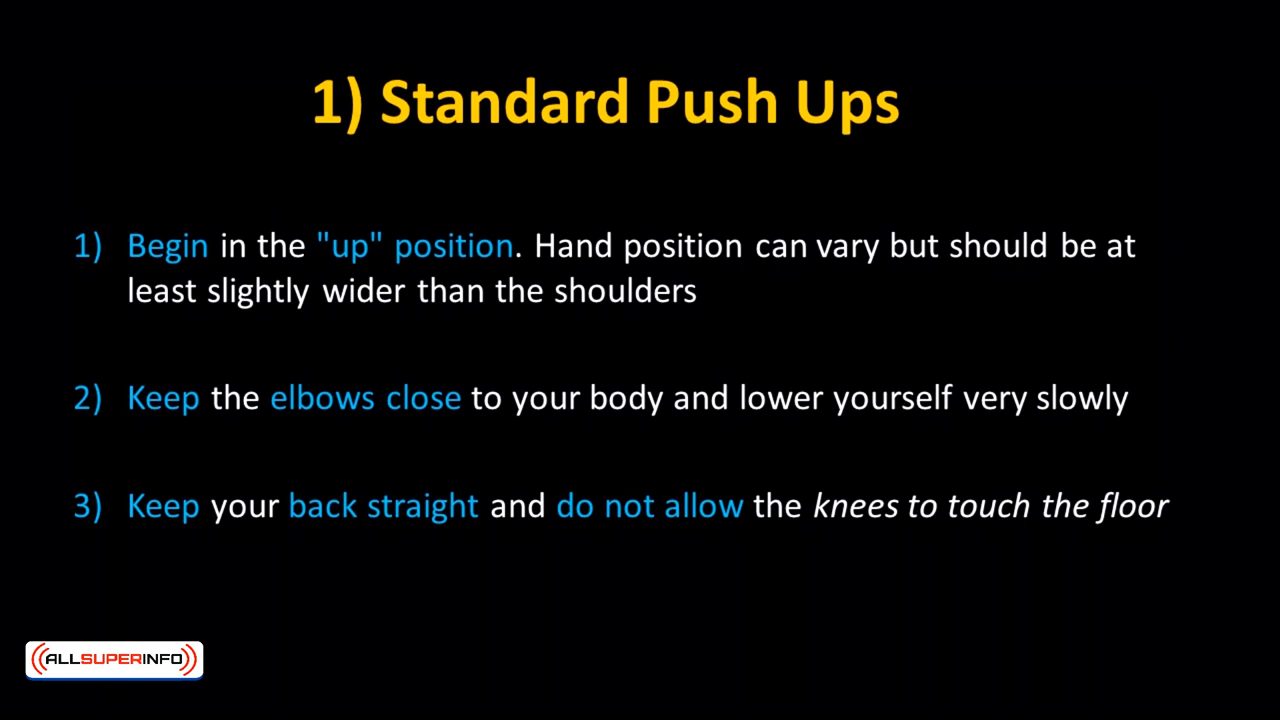 1) Standard Push Ups
1) Begin in the "up" position. Hand position can vary but should be at
least slightly wider than the shoulders
2) Keep the elbows close to your body and lower yourself very slowly
3) Keep your back straight and do not allow the knees to touch the floor
ALLSUPERINFO